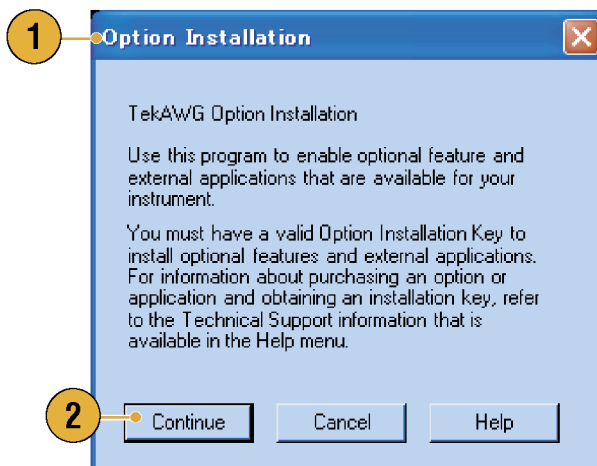 1
Option Installation
TekAWG Option Installation
Use this program to enable optional feature and
external applications that are available for your
instrument.
You must have a valid Option Installation Key to
install optional features and external applications.
For information about purchasing an option or
application and obtaining an installation key, refer
to the Technical Support information that is
available in the Help menu.
2
Continue Cancel Help